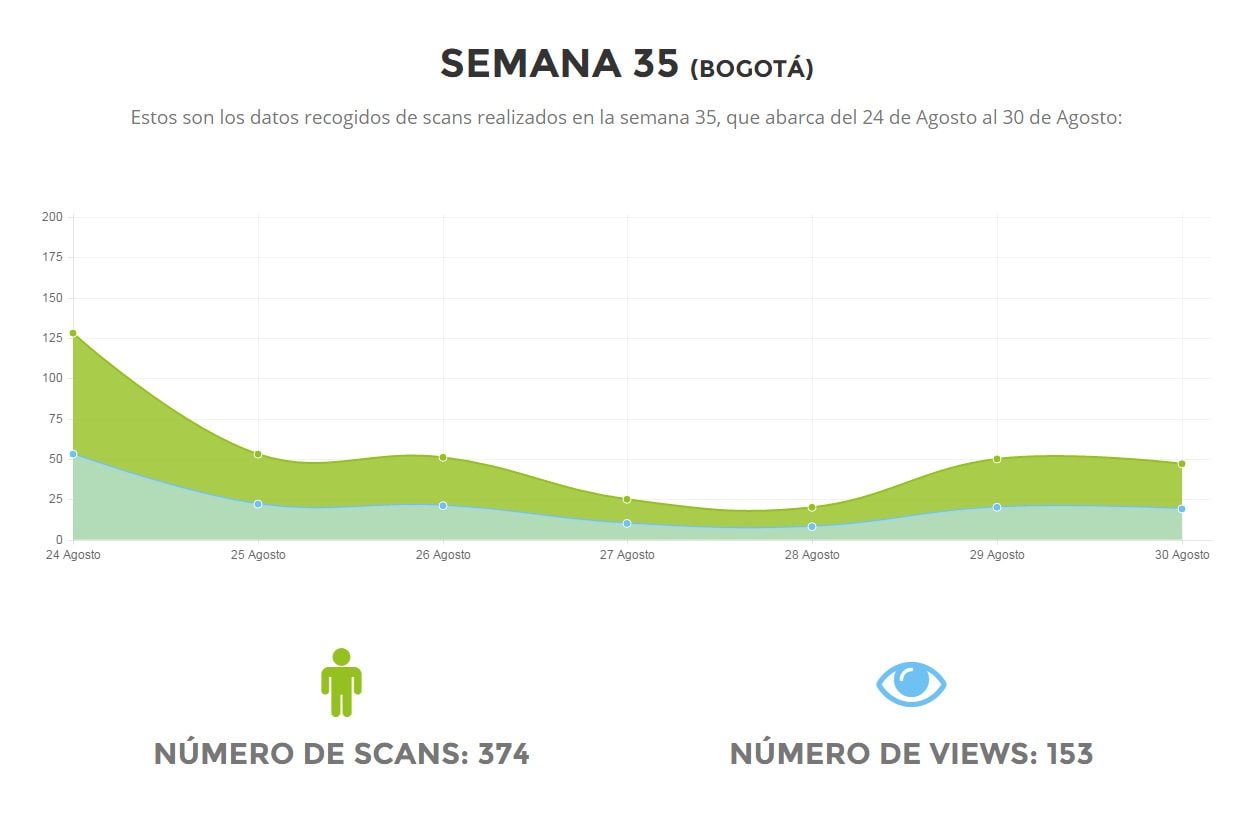 SEMANA 35 (BOGOTÁ)
Estos son los datos recogidos de scans realizados en la semana 35, que abarca del 24 de Agosto al 30 de Agosto:
200
175
150
125
100
75
50
25
0
24 Agosto 25 Agosto 26 Agosto 27 Agosto 28 Agosto 29 Agosto 30 Agosto
NÚMERO DE SCANS: 374 NÚMERO DE VIEWS: 153